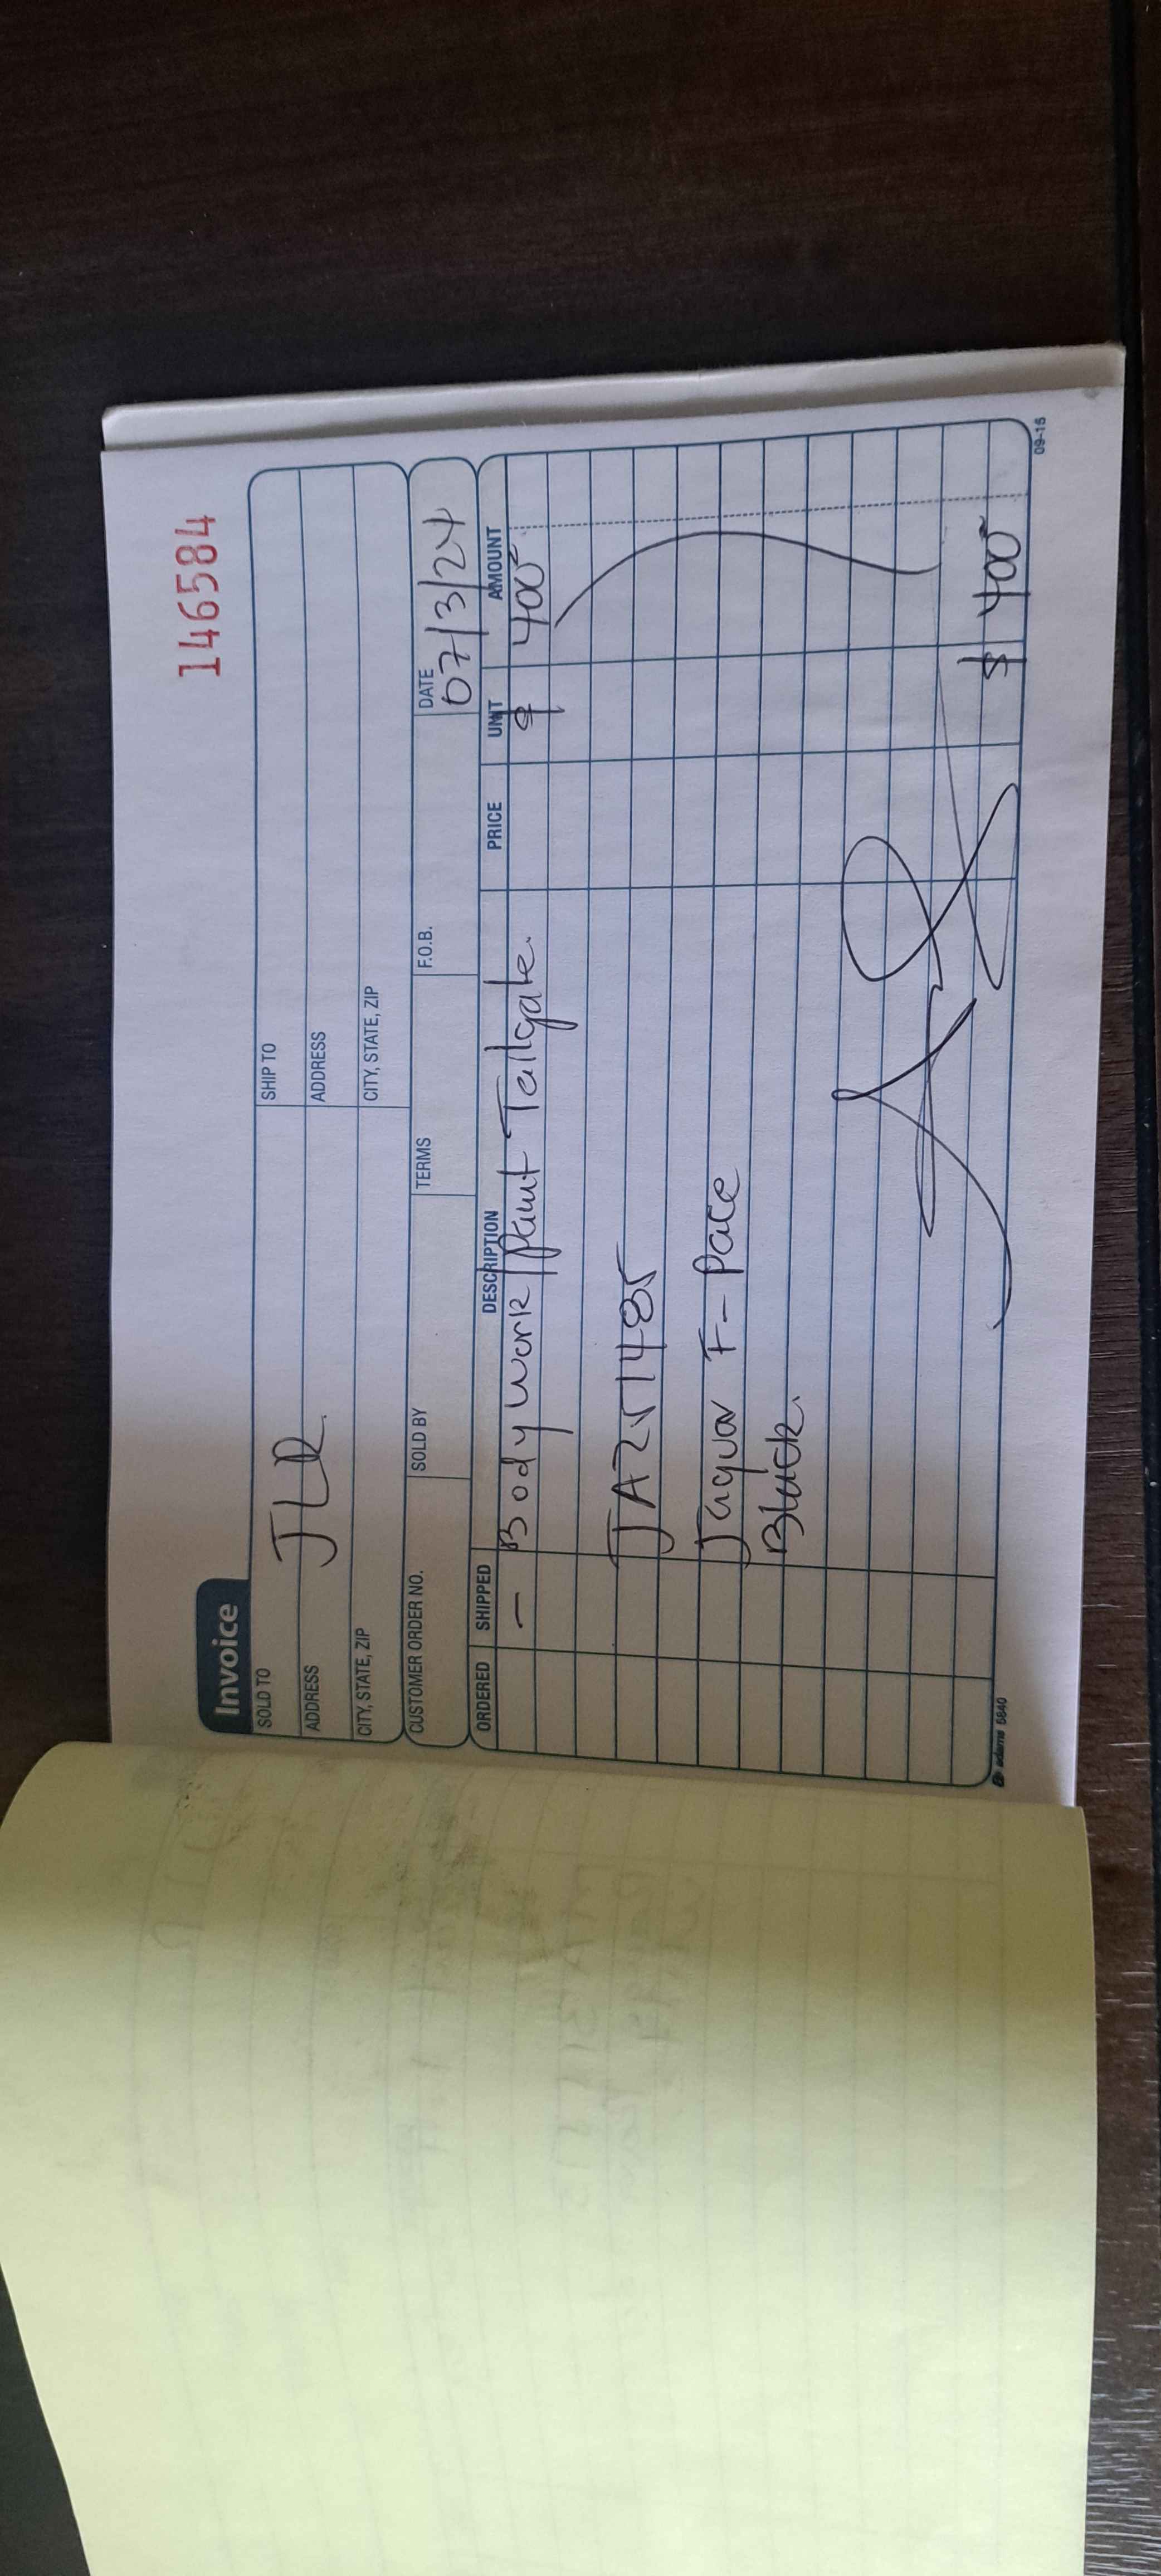 146584
Invoice
SOLD TO JLR SHIP TO
ADDRESS ADDRESS
CITY, STATE, ZIP CITY, STATE, ZIP
CUSTOMER ORDER NO. SOLD BY TERMS F.O.B. DATE 07/3/24
ORDERED SHIPPED DESCRIPTION PRICE UNIT AMOUNT
– Bodywork / Paint Tailgate. $ 400
JA251485
Jaguar F-Pace
Black.
$ 400
adams 5840 09-15